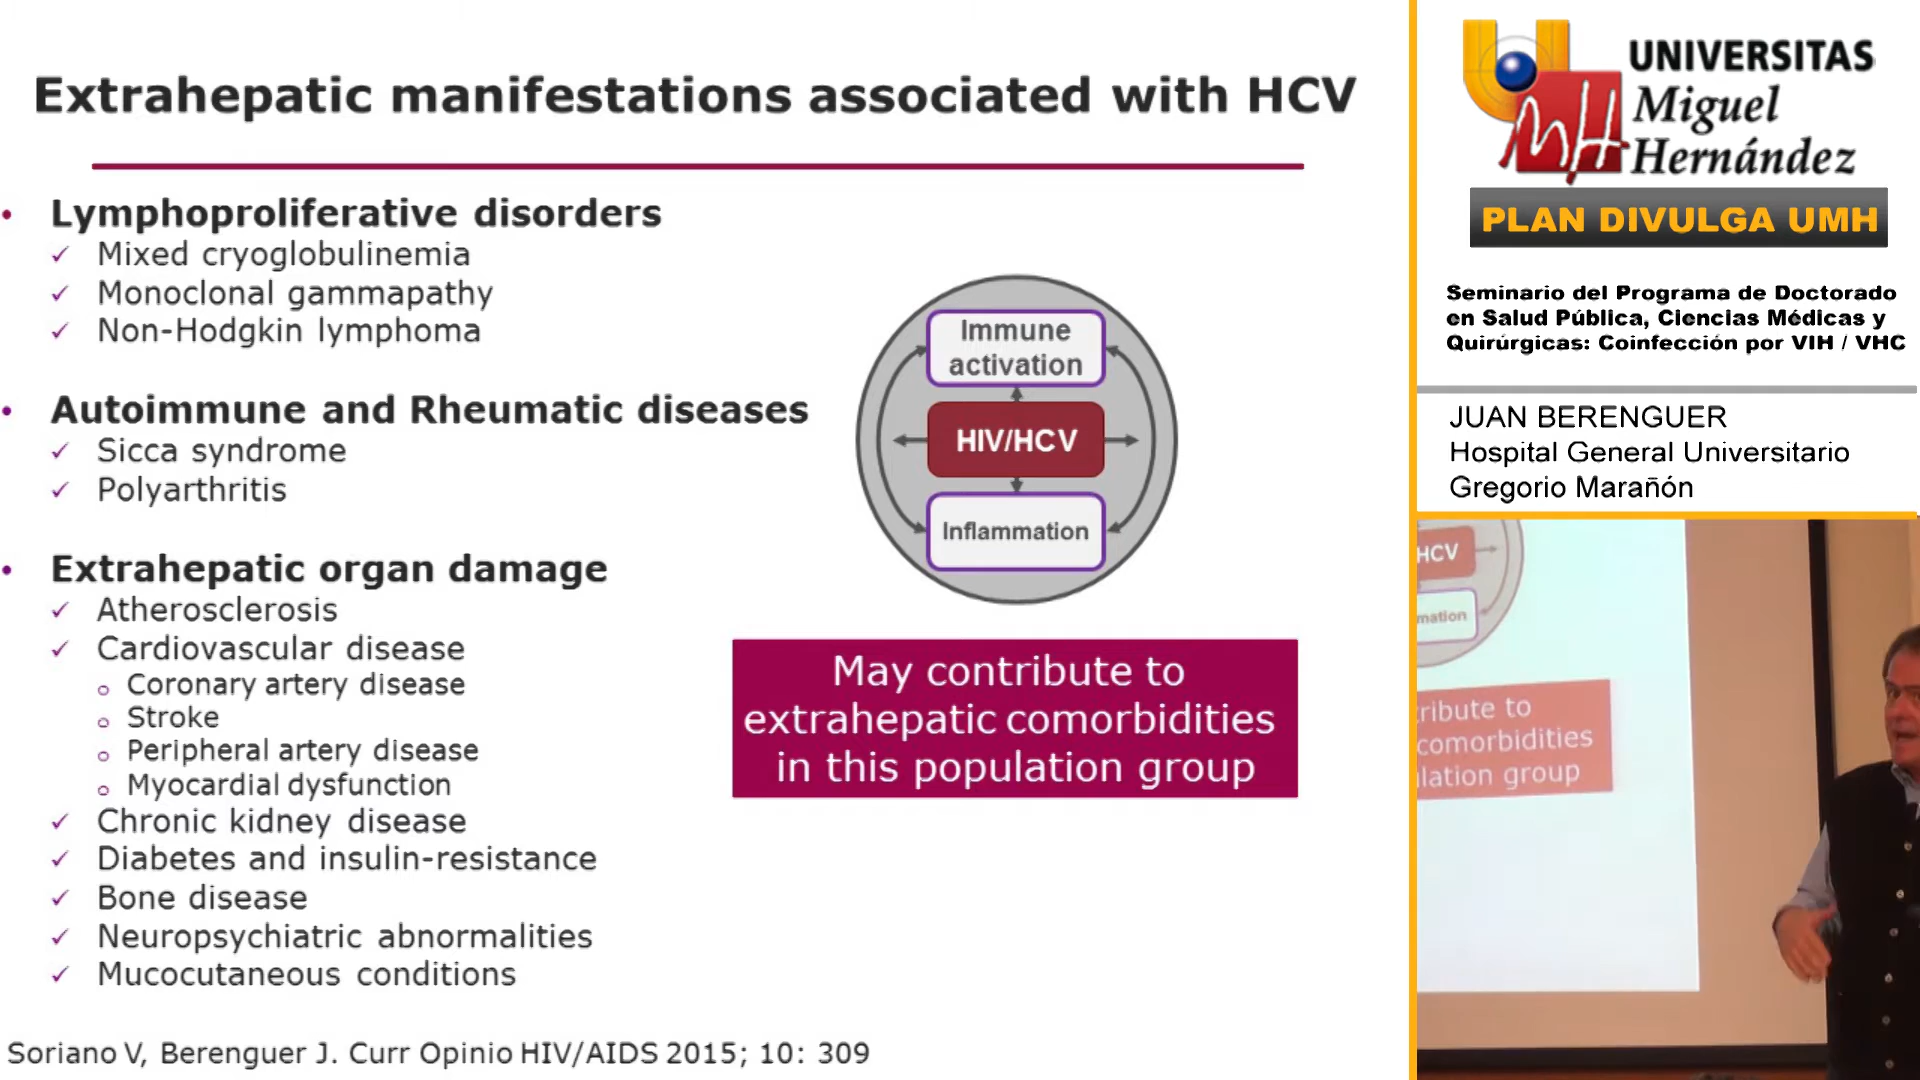 Extrahepatic manifestations associated with HCV
• Lymphoproliferative disorders
✓ Mixed cryoglobulinemia
✓ Monoclonal gammapathy
✓ Non-Hodgkin lymphoma
• Autoimmune and Rheumatic diseases
✓ Sicca syndrome
✓ Polyarthritis
• Extrahepatic organ damage
✓ Atherosclerosis
✓ Cardiovascular disease
o Coronary artery disease
o Stroke
o Peripheral artery disease
o Myocardial dysfunction
✓ Chronic kidney disease
✓ Diabetes and insulin-resistance
✓ Bone disease
✓ Neuropsychiatric abnormalities
✓ Mucocutaneous conditions
Soriano V, Berenguer J. Curr Opinio HIV/AIDS 2015; 10: 309
Immune
activation
HIV/HCV
Inflammation
May contribute to
extrahepatic comorbidities
in this population group
UNIVERSITAS
Miguel
Hernández
PLAN DIVULGA UMH
Seminario del Programa de Doctorado
en Salud Pública, Ciencias Médicas y
Quirúrgicas: Coinfección por VIH / VHC
JUAN BERENGUER
Hospital General Universitario
Gregorio Marañón
HCV
mation
ribute to
comorbidities
lation group